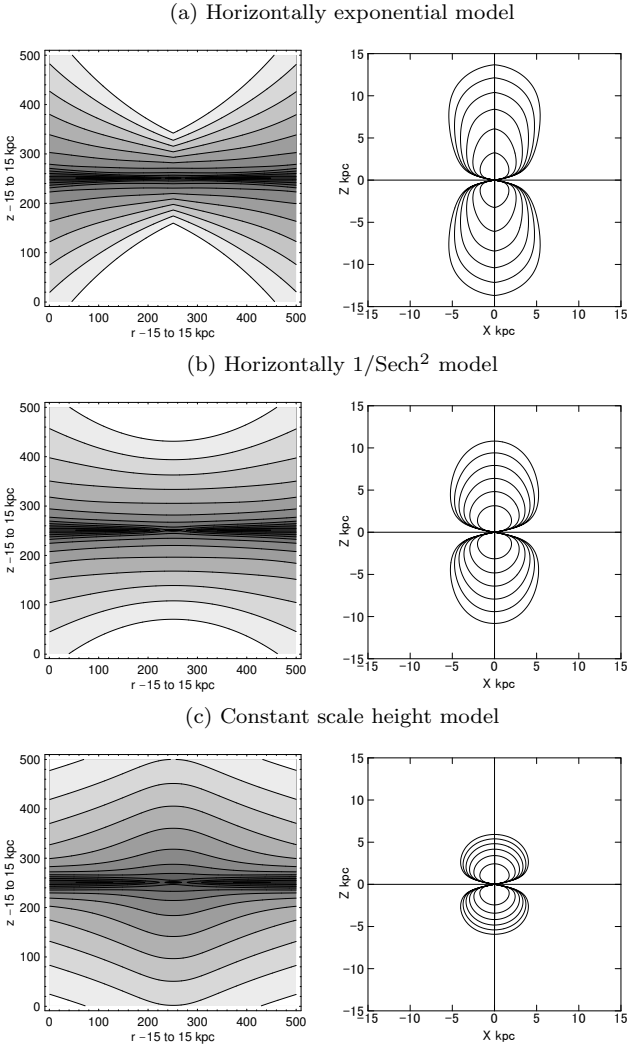 (a) Horizontally exponential model
500
400
300
200
100
0
z −15 to 15 kpc
0 100 200 300 400 500
r −15 to 15 kpc
15
10
5
0
−5
−10
−15
Z kpc
−15 −10 −5 0 5 10 15
X kpc
(b) Horizontally 1/Sech² model
500
400
300
200
100
0
z −15 to 15 kpc
0 100 200 300 400 500
r −15 to 15 kpc
15
10
5
0
−5
−10
−15
Z kpc
−15 −10 −5 0 5 10 15
X kpc
(c) Constant scale height model
500
400
300
200
100
0
z −15 to 15 kpc
0 100 200 300 400 500
r −15 to 15 kpc
15
10
5
0
−5
−10
−15
Z kpc
−15 −10 −5 0 5 10 15
X kpc